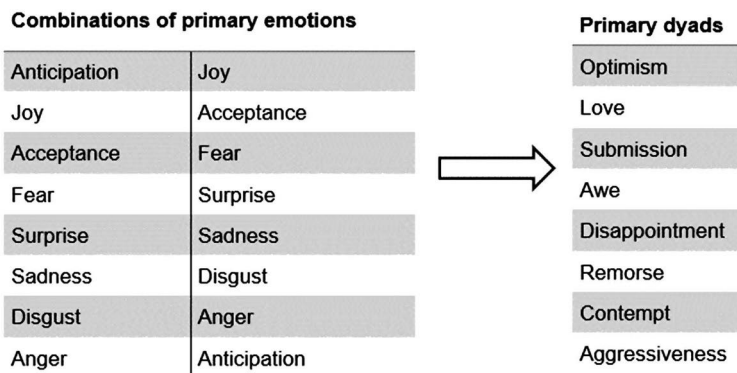 Combinations of primary emotions
Primary dyads
Anticipation Joy Optimism
Joy Acceptance Love
Acceptance Fear Submission
Fear Surprise Awe
Surprise Sadness Disappointment
Sadness Disgust Remorse
Disgust Anger Contempt
Anger Anticipation Aggressiveness